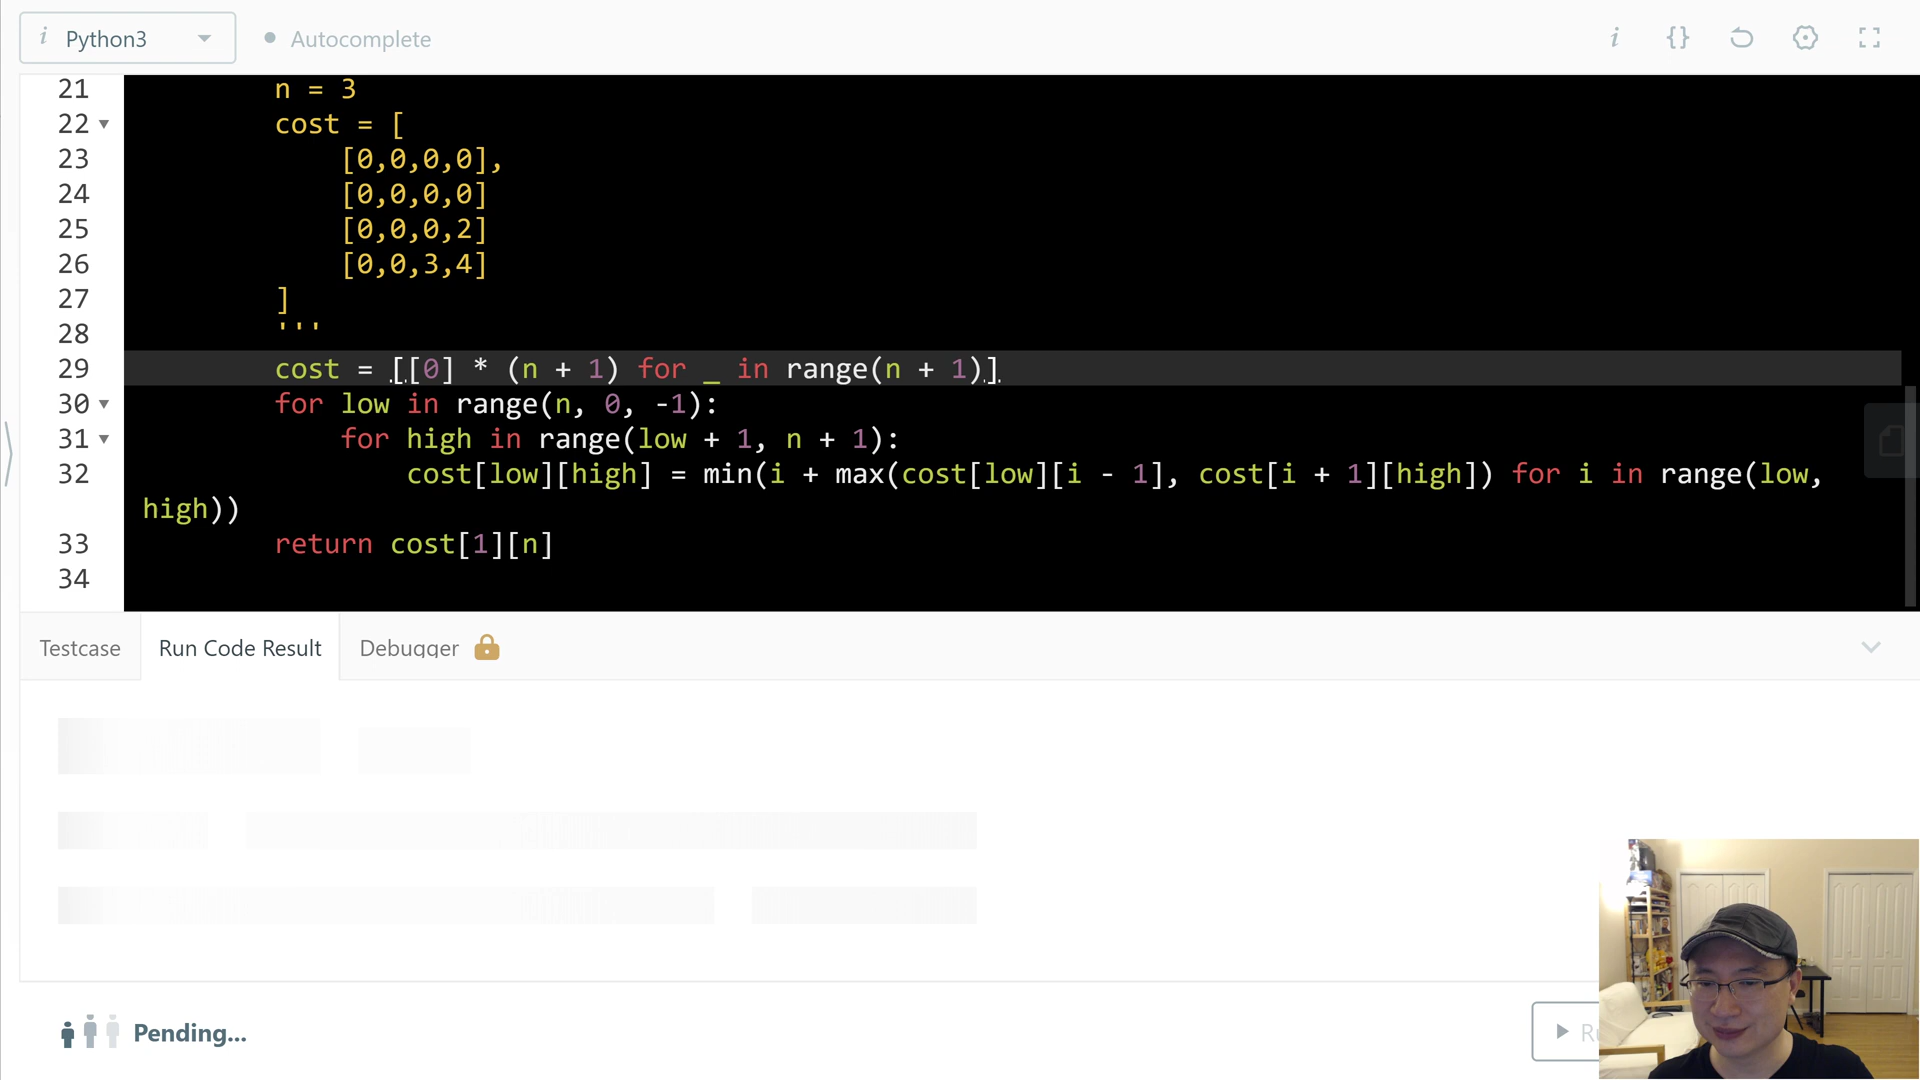 i Python3
Autocomplete
i {}
21 n = 3
22 cost = [
23 [0,0,0,0],
24 [0,0,0,0]
25 [0,0,0,2]
26 [0,0,3,4]
27 ]
28 '''
29 cost = [[0] * (n + 1) for _ in range(n + 1)]
30 for low in range(n, 0, -1):
31 for high in range(low + 1, n + 1):
32 cost[low][high] = min(i + max(cost[low][i - 1], cost[i + 1][high]) for i in range(low,
high))
33 return cost[1][n]
34
Testcase Run Code Result Debugger
Pending...